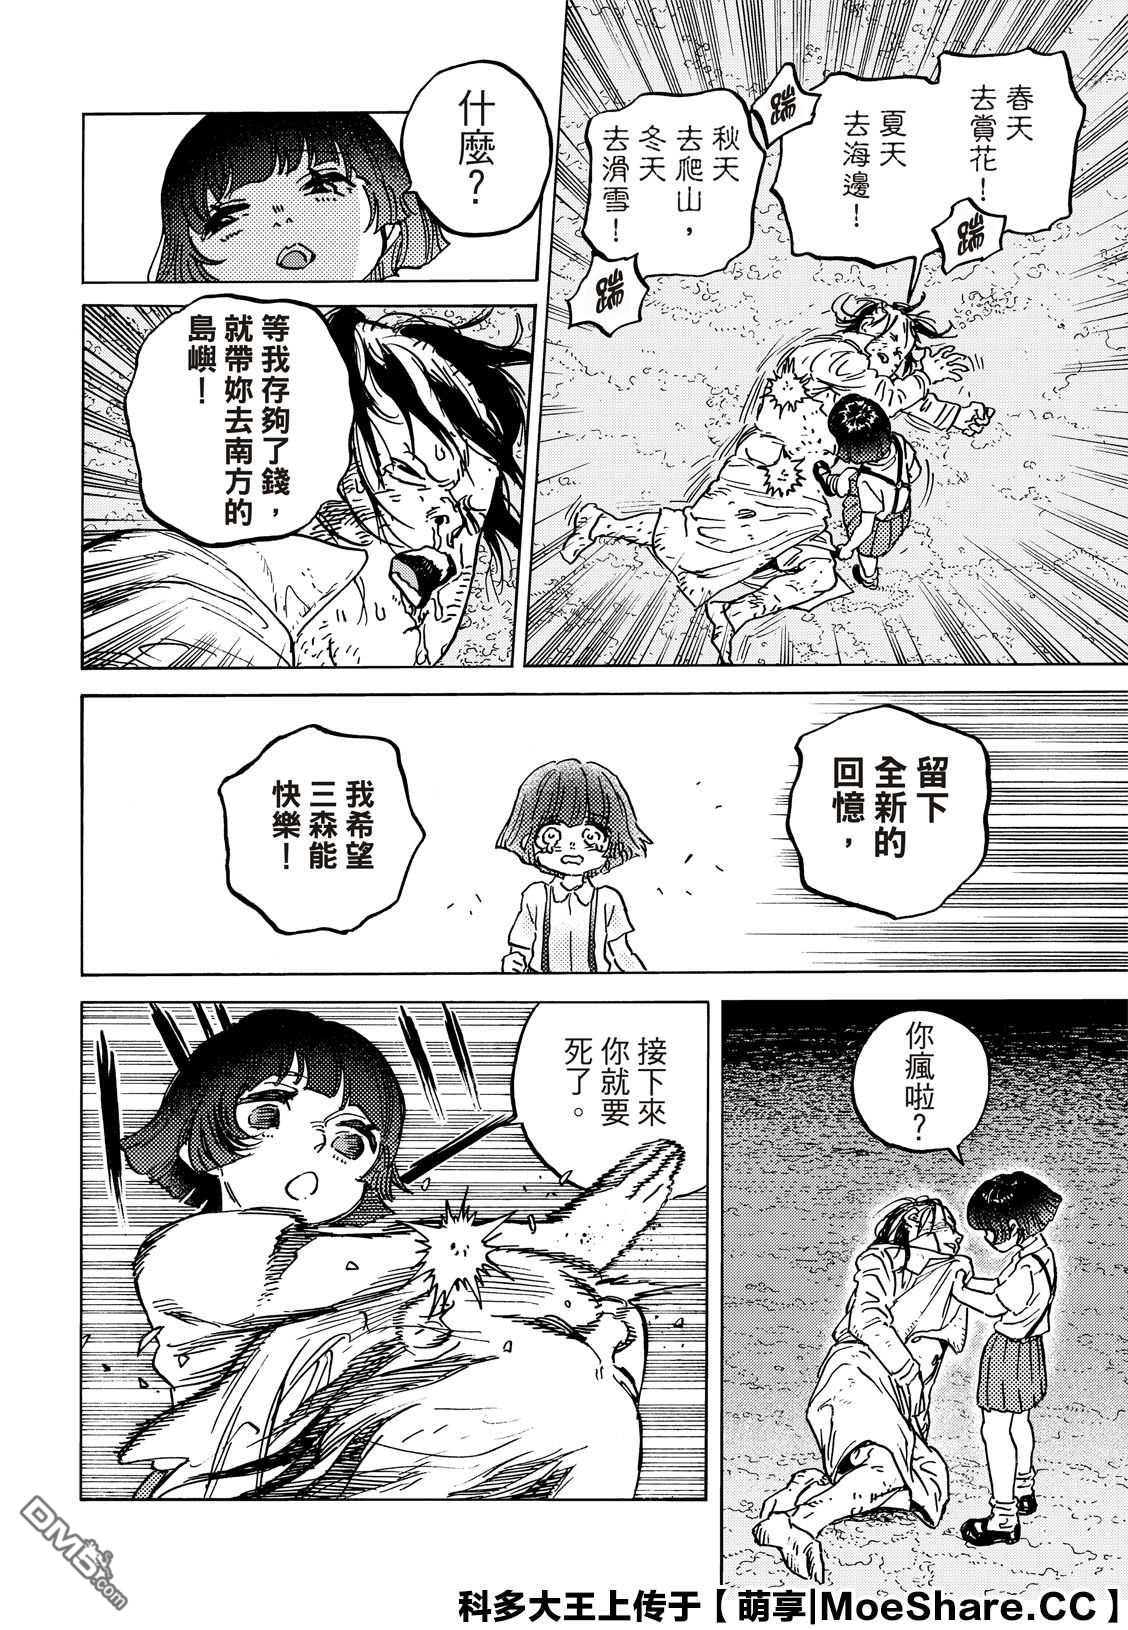 春天
去賞花！
踹
夏天
去海邊！
踹
秋天
去爬山，
冬天
去滑雪！
踹
什麼？
等我存夠了錢，
就帶妳去南方的
島嶼！
留下
全新的
回憶，
我希望
三森能
快樂！
你瘋啦？
接下來
你就要
死了。
DM5
www.dm5.com
科多大王上传于【萌享|MoeShare.CC】